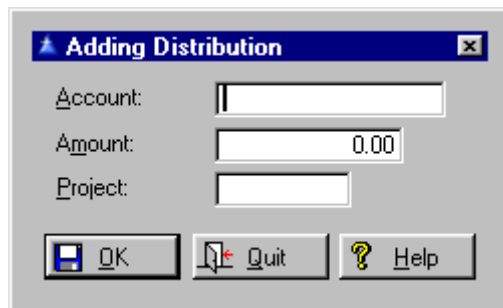 Adding Distribution
Account:
Amount: 0.00
Project:
OK Quit Help